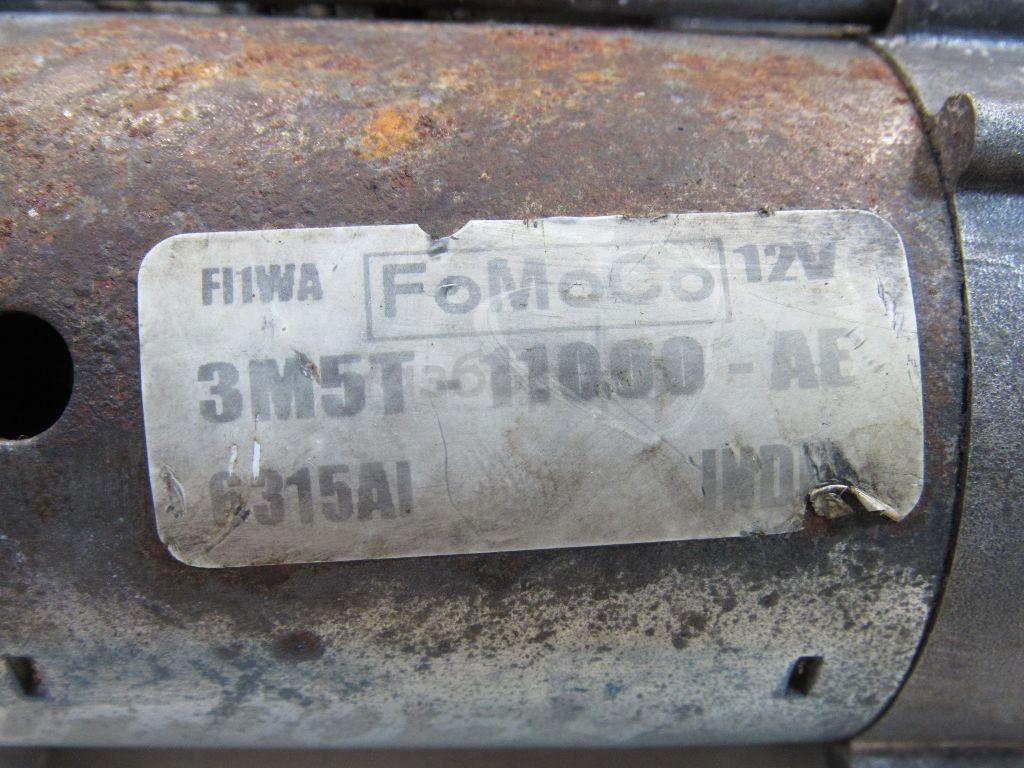 FI1WA FoMoCo 12V
3M5T-11000-AE
6315AI INDIA